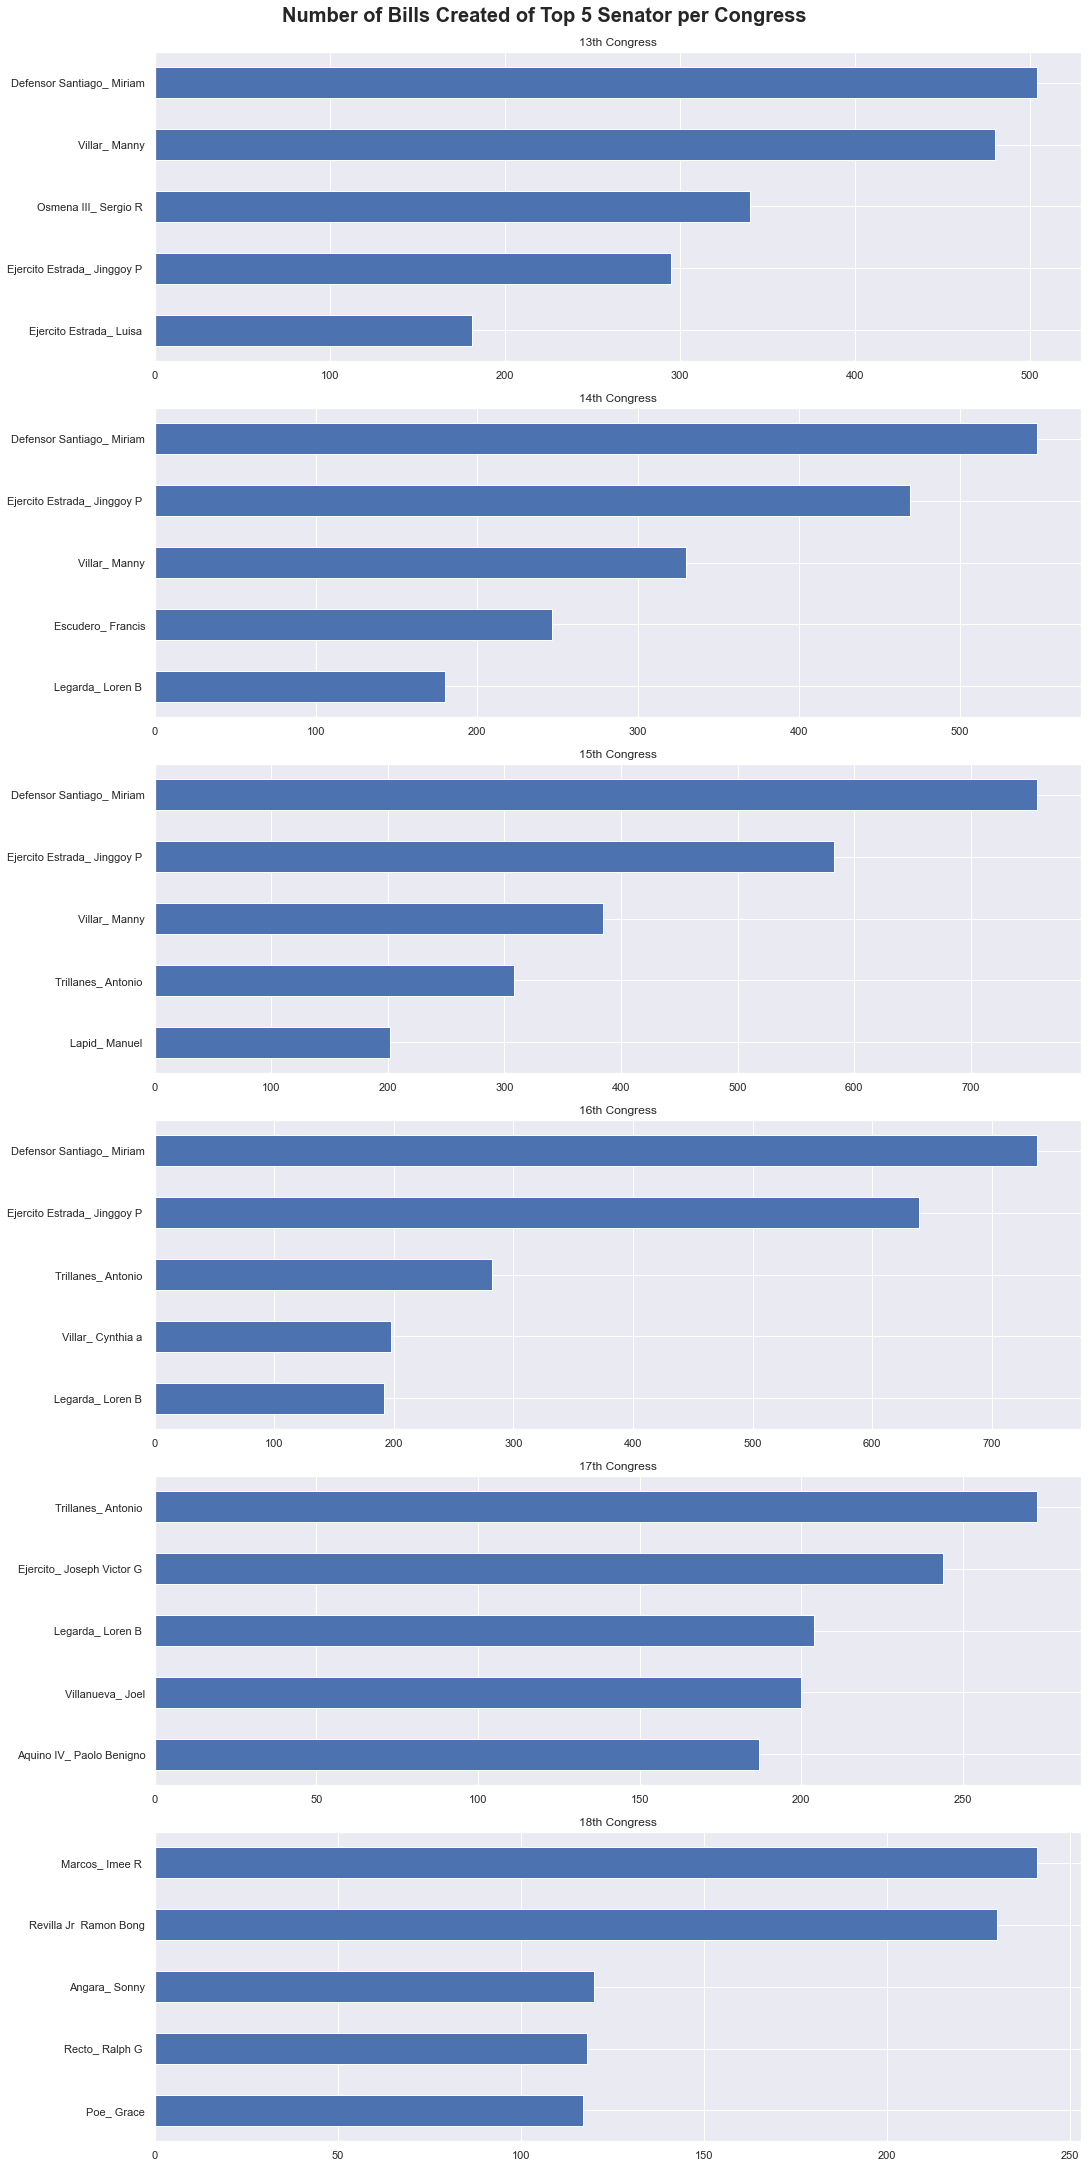 Number of Bills Created of Top 5 Senator per Congress
13th Congress
Defensor Santiago_ Miriam
Villar_ Manny
Osmena III_ Sergio R
Ejercito Estrada_ Jinggoy P
Ejercito Estrada_ Luisa
0 100 200 300 400 500
14th Congress
Defensor Santiago_ Miriam
Ejercito Estrada_ Jinggoy P
Villar_ Manny
Escudero_ Francis
Legarda_ Loren B
0 100 200 300 400 500
15th Congress
Defensor Santiago_ Miriam
Ejercito Estrada_ Jinggoy P
Villar_ Manny
Trillanes_ Antonio
Lapid_ Manuel
0 100 200 300 400 500 600 700
16th Congress
Defensor Santiago_ Miriam
Ejercito Estrada_ Jinggoy P
Trillanes_ Antonio
Villar_ Cynthia a
Legarda_ Loren B
0 100 200 300 400 500 600 700
17th Congress
Trillanes_ Antonio
Ejercito_ Joseph Victor G
Legarda_ Loren B
Villanueva_ Joel
Aquino IV_ Paolo Benigno
0 50 100 150 200 250
18th Congress
Marcos_ Imee R
Revilla Jr  Ramon Bong
Angara_ Sonny
Recto_ Ralph G
Poe_ Grace
0 50 100 150 200 250